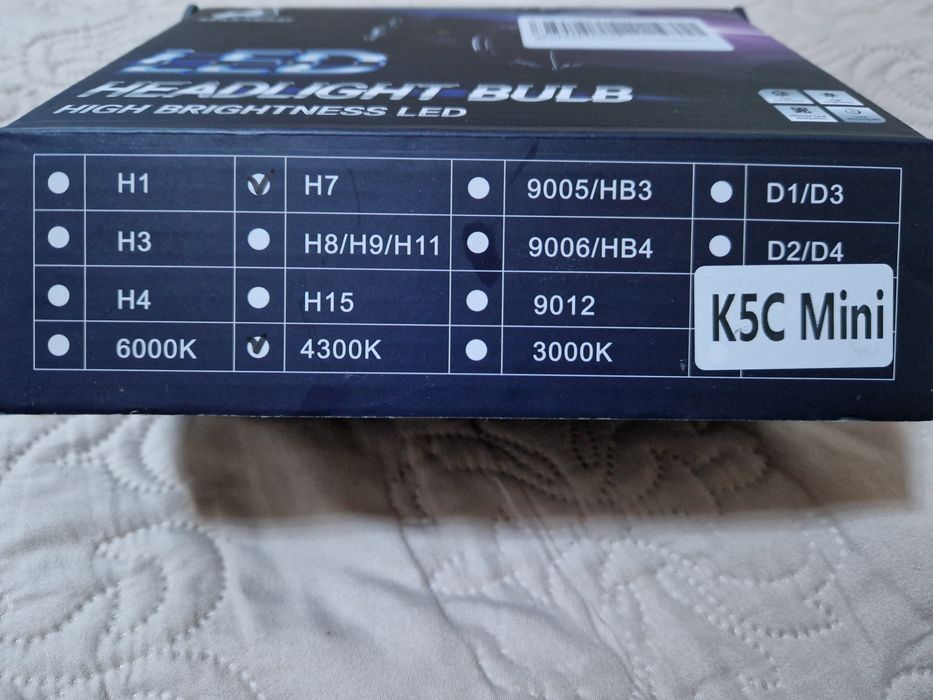 LED
HEADLIGHT BULB
HIGH BRIGHTNESS LED
H1 H7 9005/HB3 D1/D3
H3 H8/H9/H11 9006/HB4 D2/D4
H4 H15 9012
6000K 4300K 3000K
K5C Mini